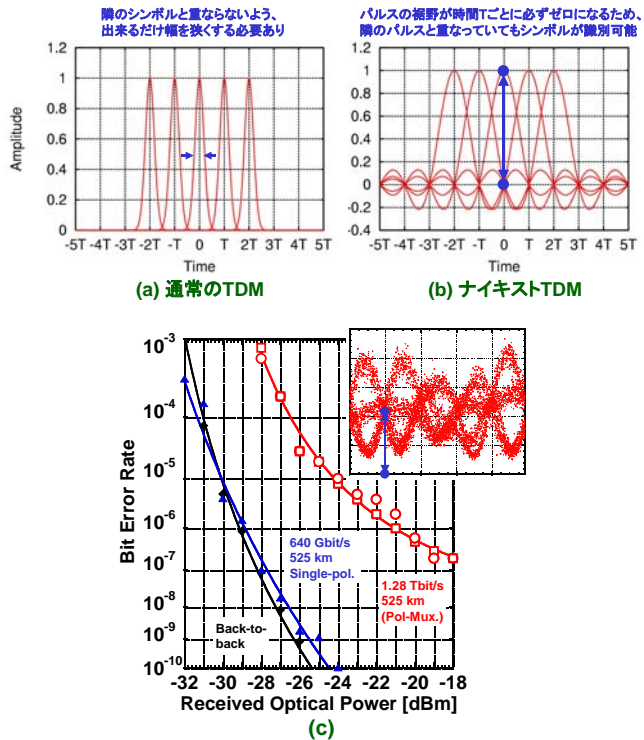 隣のシンボルと重ならないよう、
出来るだけ幅を狭くする必要あり
パルスの裾野が時間Tごとに必ずゼロになるため、
隣のパルスと重なっていてもシンボルが識別可能
1.2
1
0.8
0.6
0.4
0.2
0
Amplitude
-5T -4T -3T -2T -T 0 T 2T 3T 4T 5T
Time
(a) 通常のTDM
1.2
1
0.8
0.6
0.4
0.2
0
-0.2
-0.4
-5T -4T -3T -2T -T 0 1T 2T 3T 4T 5T
Time
(b) ナイキストTDM
10-3
10-4
10-5
10-6
10-7
10-8
10-9
10-10
Bit Error Rate
640 Gbit/s
525 km
Single-pol.
1.28 Tbit/s
525 km
(Pol-Mux.)
Back-to-
back
-32 -30 -28 -26 -24 -22 -20 -18
Received Optical Power [dBm]
(c)